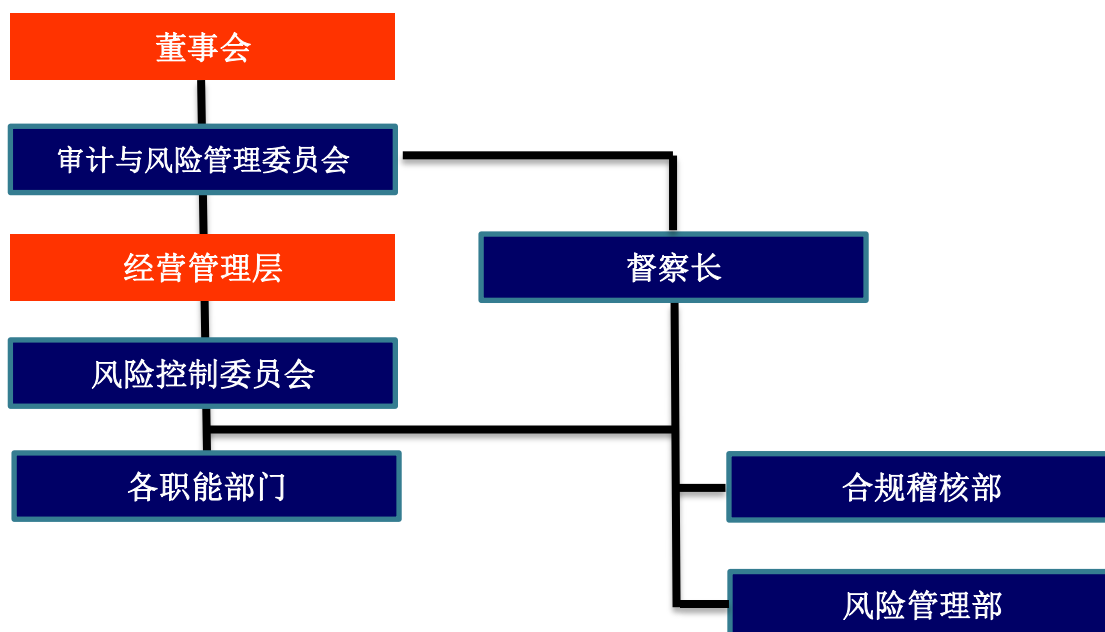 董事会
审计与风险管理委员会
经营管理层
督察长
风险控制委员会
各职能部门
合规稽核部
风险管理部